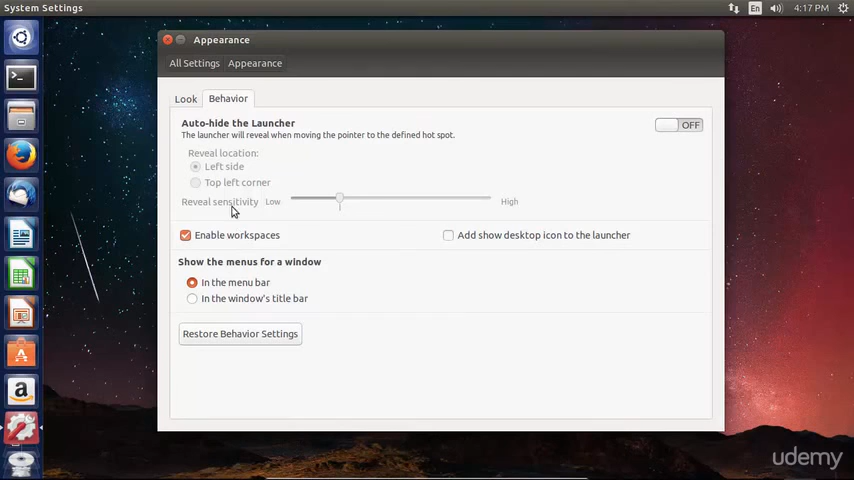 System Settings
En
4:17 PM
Appearance
All Settings Appearance
Look Behavior
Auto-hide the Launcher
OFF
The launcher will reveal when moving the pointer to the defined hot spot.
Reveal location:
Left side
Top left corner
Reveal sensitivity Low High
Enable workspaces Add show desktop icon to the launcher
Show the menus for a window
In the menu bar
In the window's title bar
Restore Behavior Settings
udemy